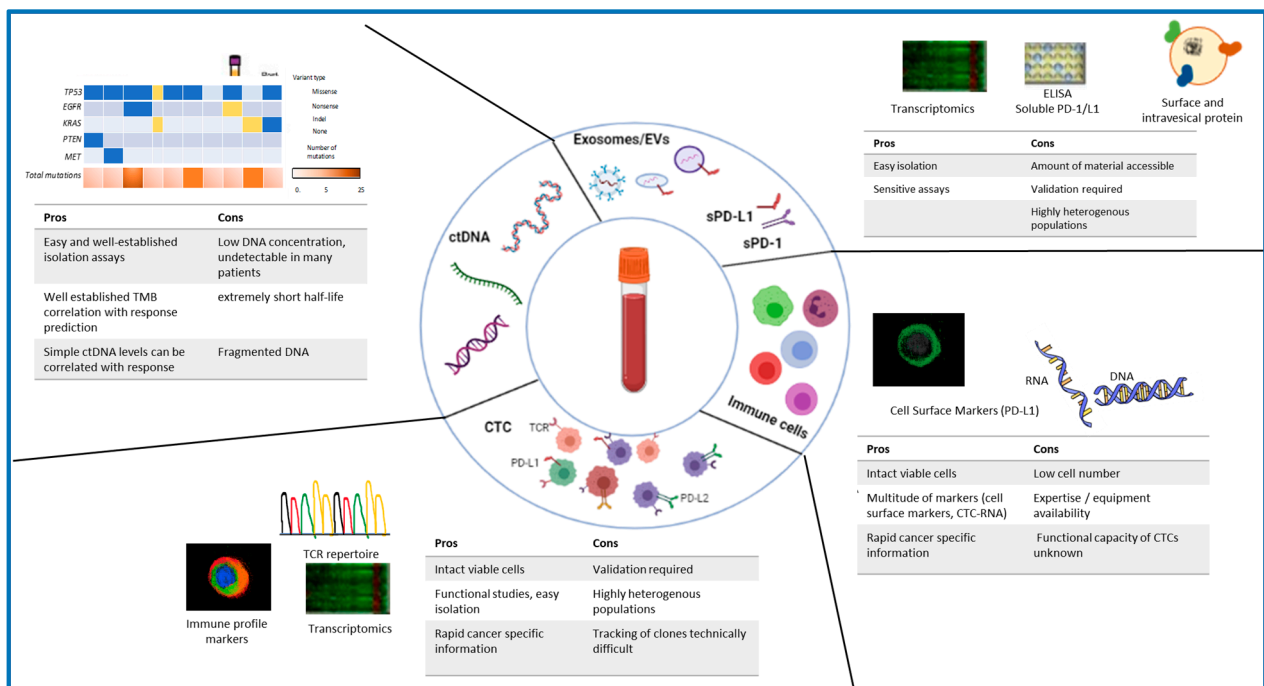 Variant type
Missense
Nonsense
Indel
None
Number of
mutations
TP53
EGFR
KRAS
PTEN
MET
Total mutations
0.
5
25
Pros
Cons
Easy and well-established
isolation assays
Low DNA concentration,
undetectable in many
patients
Well established TMB
correlation with response
prediction
extremely short half-life
Simple ctDNA levels can be
correlated with response
Fragmented DNA
Exosomes/EVs
sPD-L1
sPD-1
ctDNA
Immune cells
CTC
TCR
PD-L1
PD-L2
Transcriptomics
ELISA
Soluble PD-1/L1
Surface and
intravesical protein
Pros
Cons
Easy isolation
Amount of material accessible
Sensitive assays
Validation required
Highly heterogenous
populations
RNA
DNA
Cell Surface Markers (PD-L1)
Pros
Cons
Intact viable cells
Low cell number
Multitude of markers (cell
surface markers, CTC-RNA)
Expertise / equipment
availability
Rapid cancer specific
information
Functional capacity of CTCs
unknown
TCR repertoire
Immune profile
markers
Transcriptomics
Pros
Cons
Intact viable cells
Validation required
Functional studies, easy
isolation
Highly heterogenous
populations
Rapid cancer specific
information
Tracking of clones technically
difficult